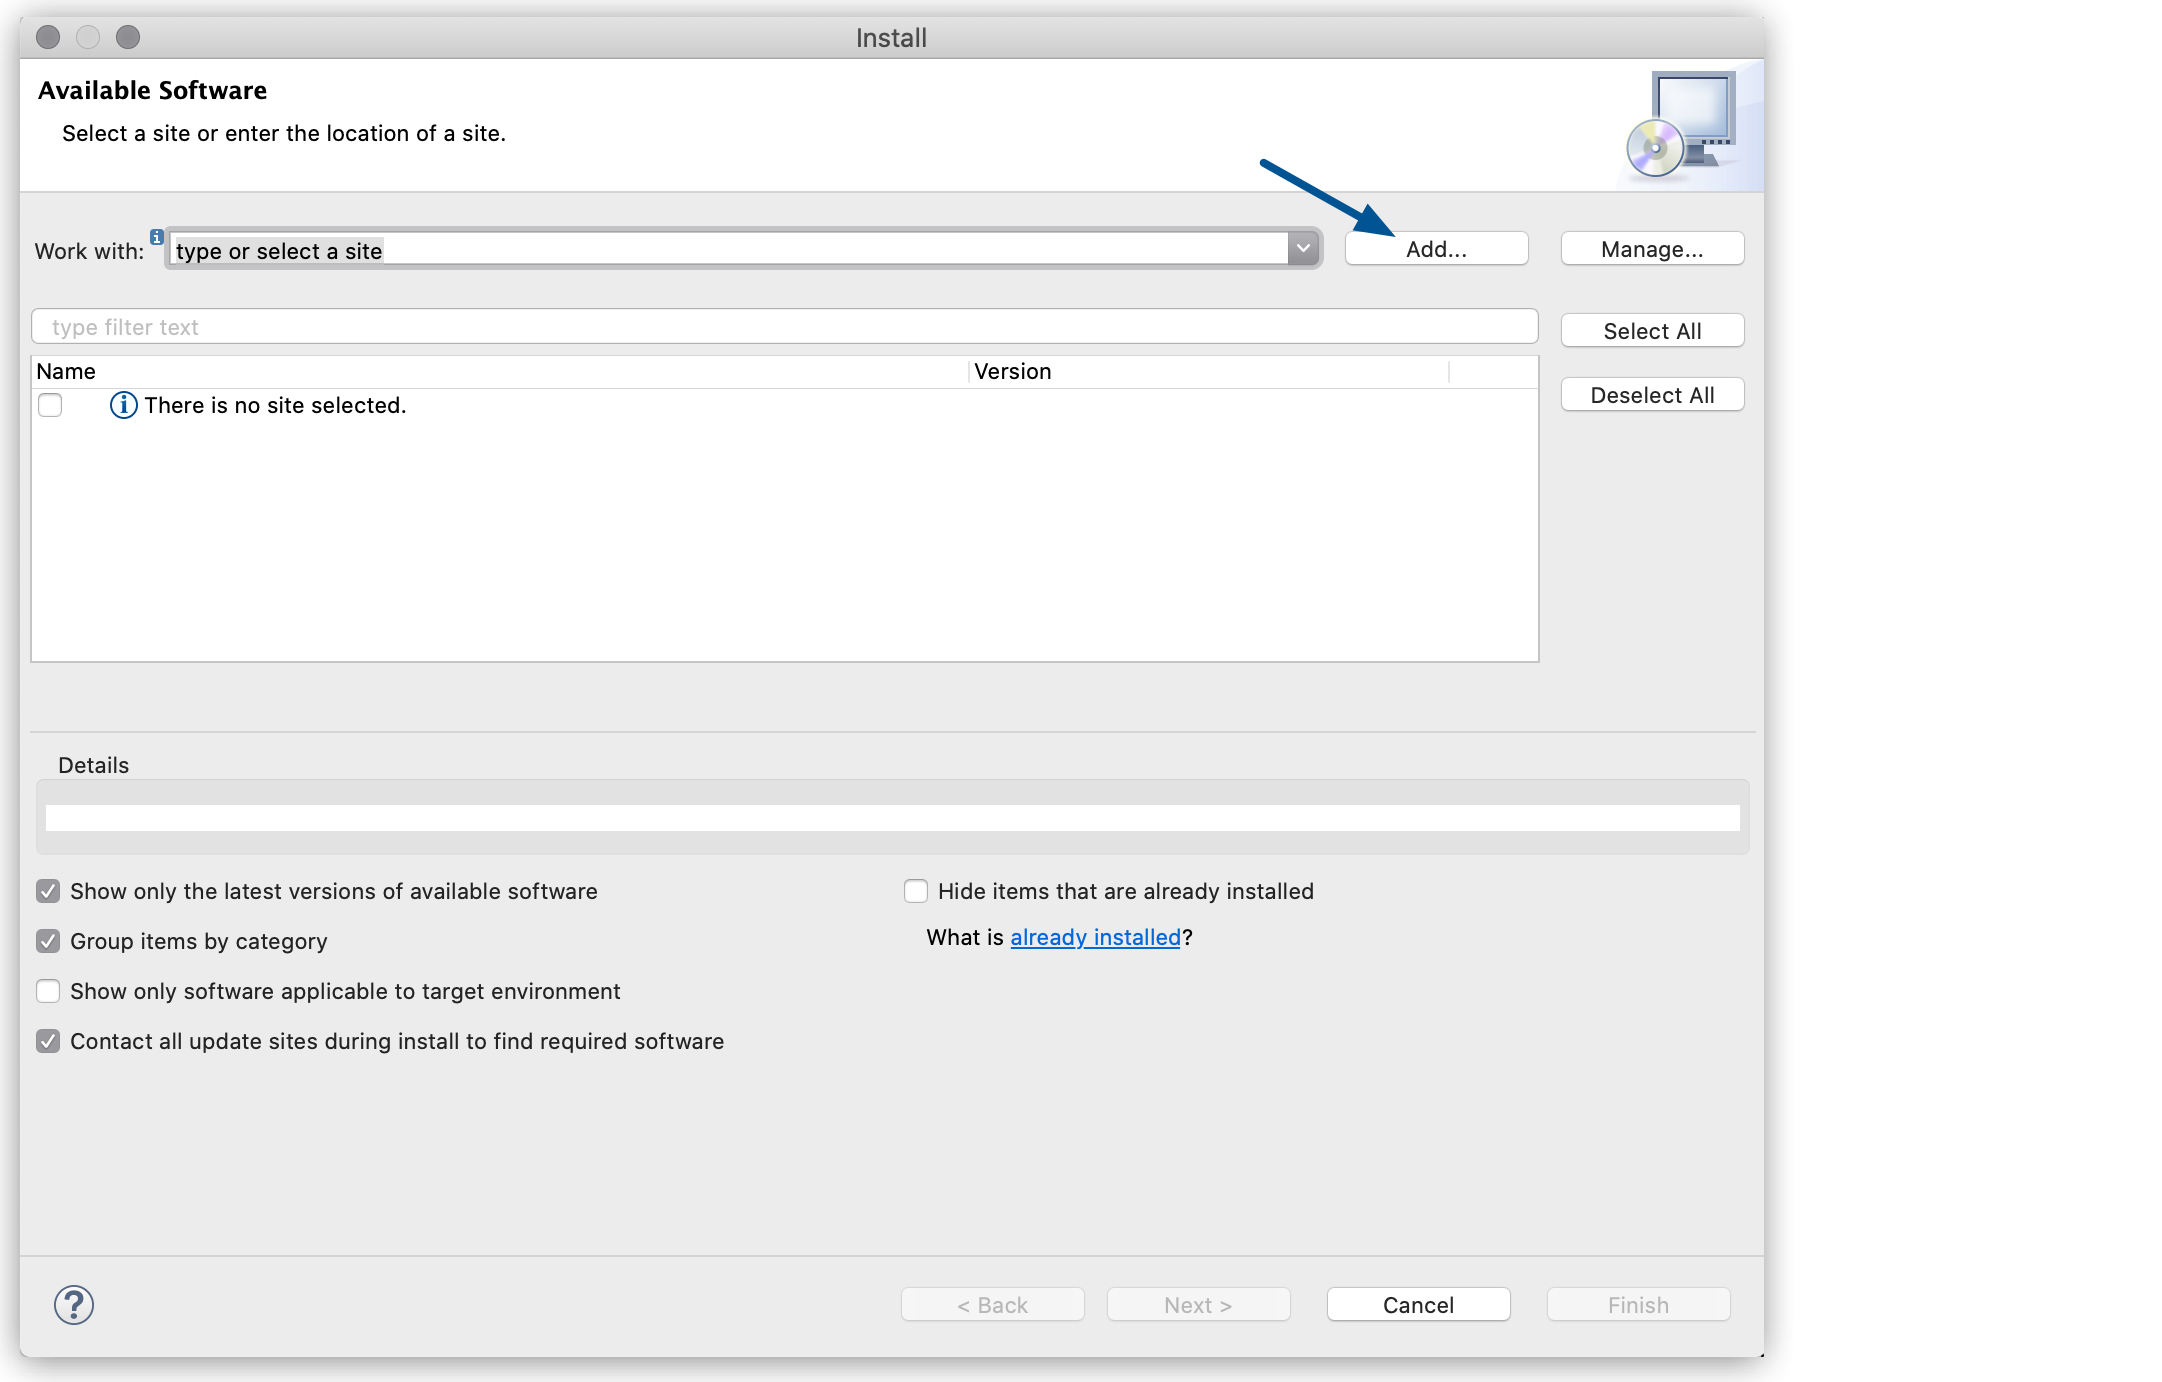 Install
Available Software
Select a site or enter the location of a site.
Work with: type or select a site Add... Manage...
type filter text Select All
Name Version
There is no site selected. Deselect All
Details
Show only the latest versions of available software Hide items that are already installed
Group items by category What is already installed?
Show only software applicable to target environment
Contact all update sites during install to find required software
? < Back Next > Cancel Finish